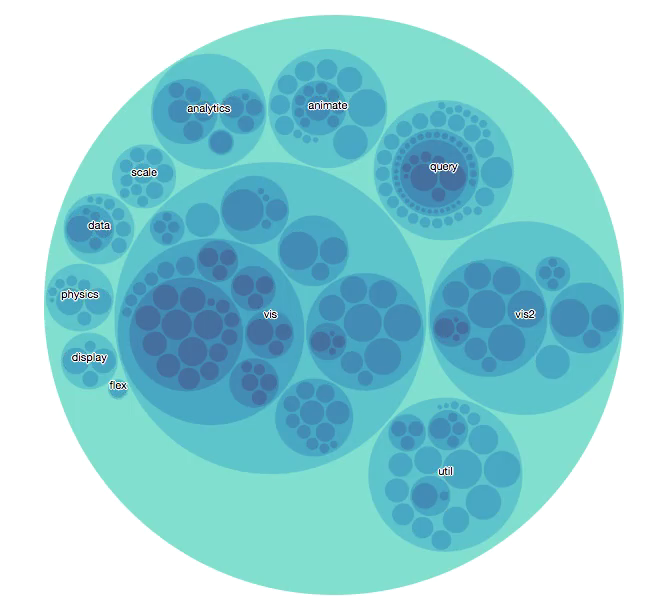 analytics
animate
scale
query
data
physics
vis
vis2
display
flex
util